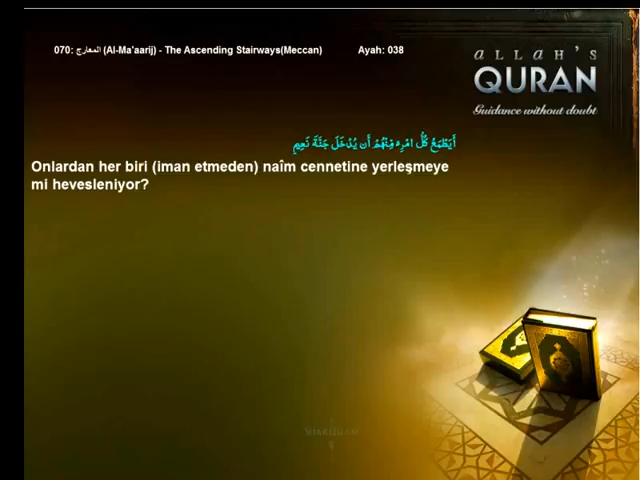 070: المعارج (Al-Ma'aarij) - The Ascending Stairways(Meccan) Ayah: 038
ALLAH'S
QURAN
Guidance without doubt
أَيَطْمَعُ كُلُّ امْرِئٍ مِّنْهُمْ أَن يُدْخَلَ جَنَّةَ نَعِيمٍ
Onlardan her biri (iman etmeden) naîm cennetine yerleşmeye
mi hevesleniyor?